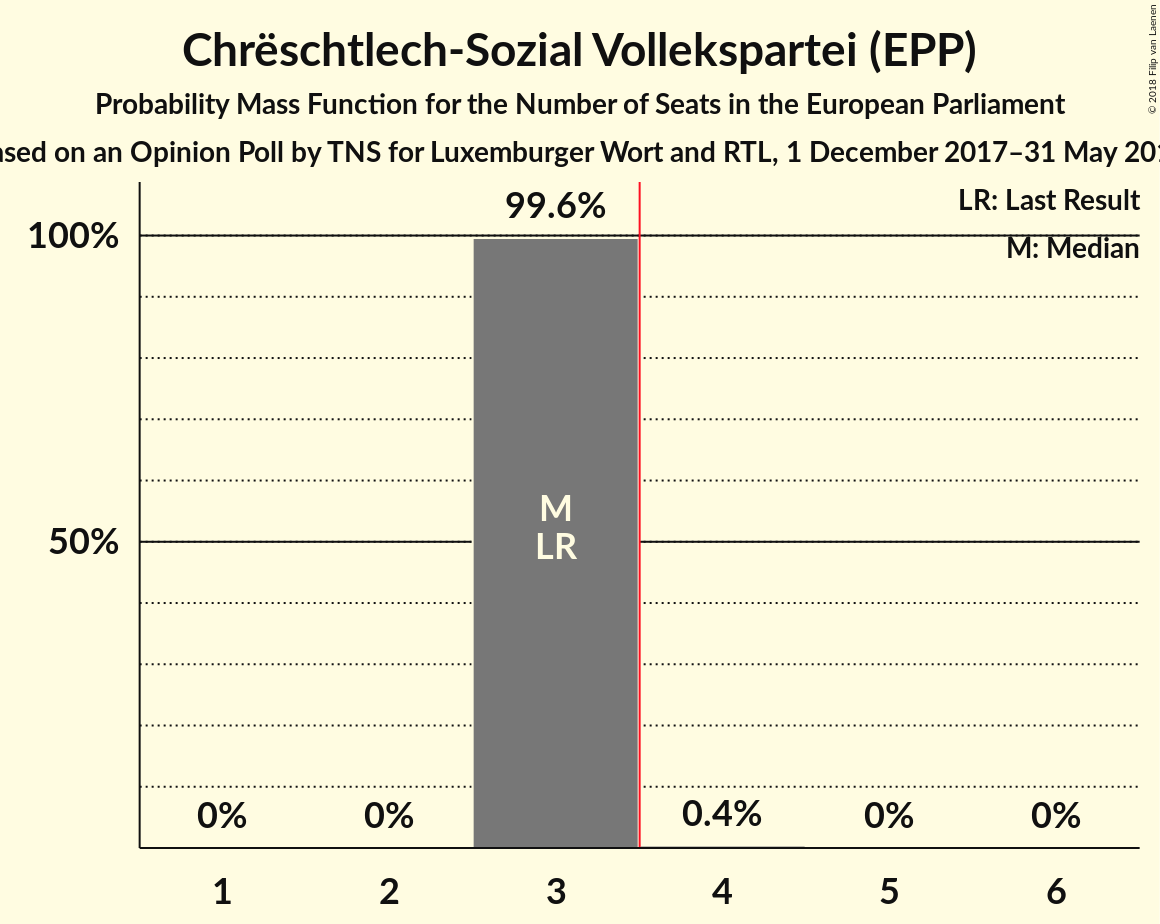 Chrëschtlech-Sozial Vollekspartei (EPP)
Probability Mass Function for the Number of Seats in the European Parliament
on an Opinion Poll by TNS for Luxemburger Wort and RTL, 1 December 2017–31 May
© 2018 Filip van Laenen
LR: Last Result
M: Median
99.6%
100%
M
LR
50%
0%
0%
0.4%
0%
0%
1
2
3
4
5
6